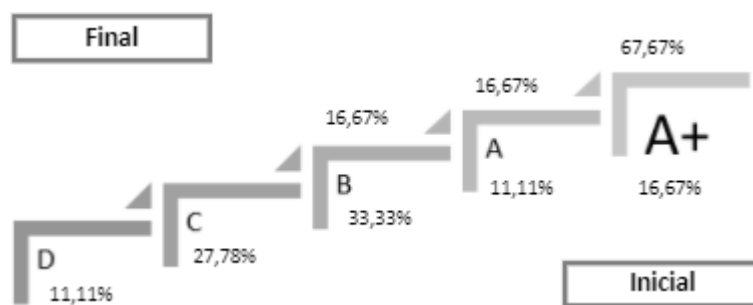 Final
67,67%
16,67%
16,67%
A+
A
16,67%
11,11%
B
33,33%
C
27,78%
D
11,11%
Inicial